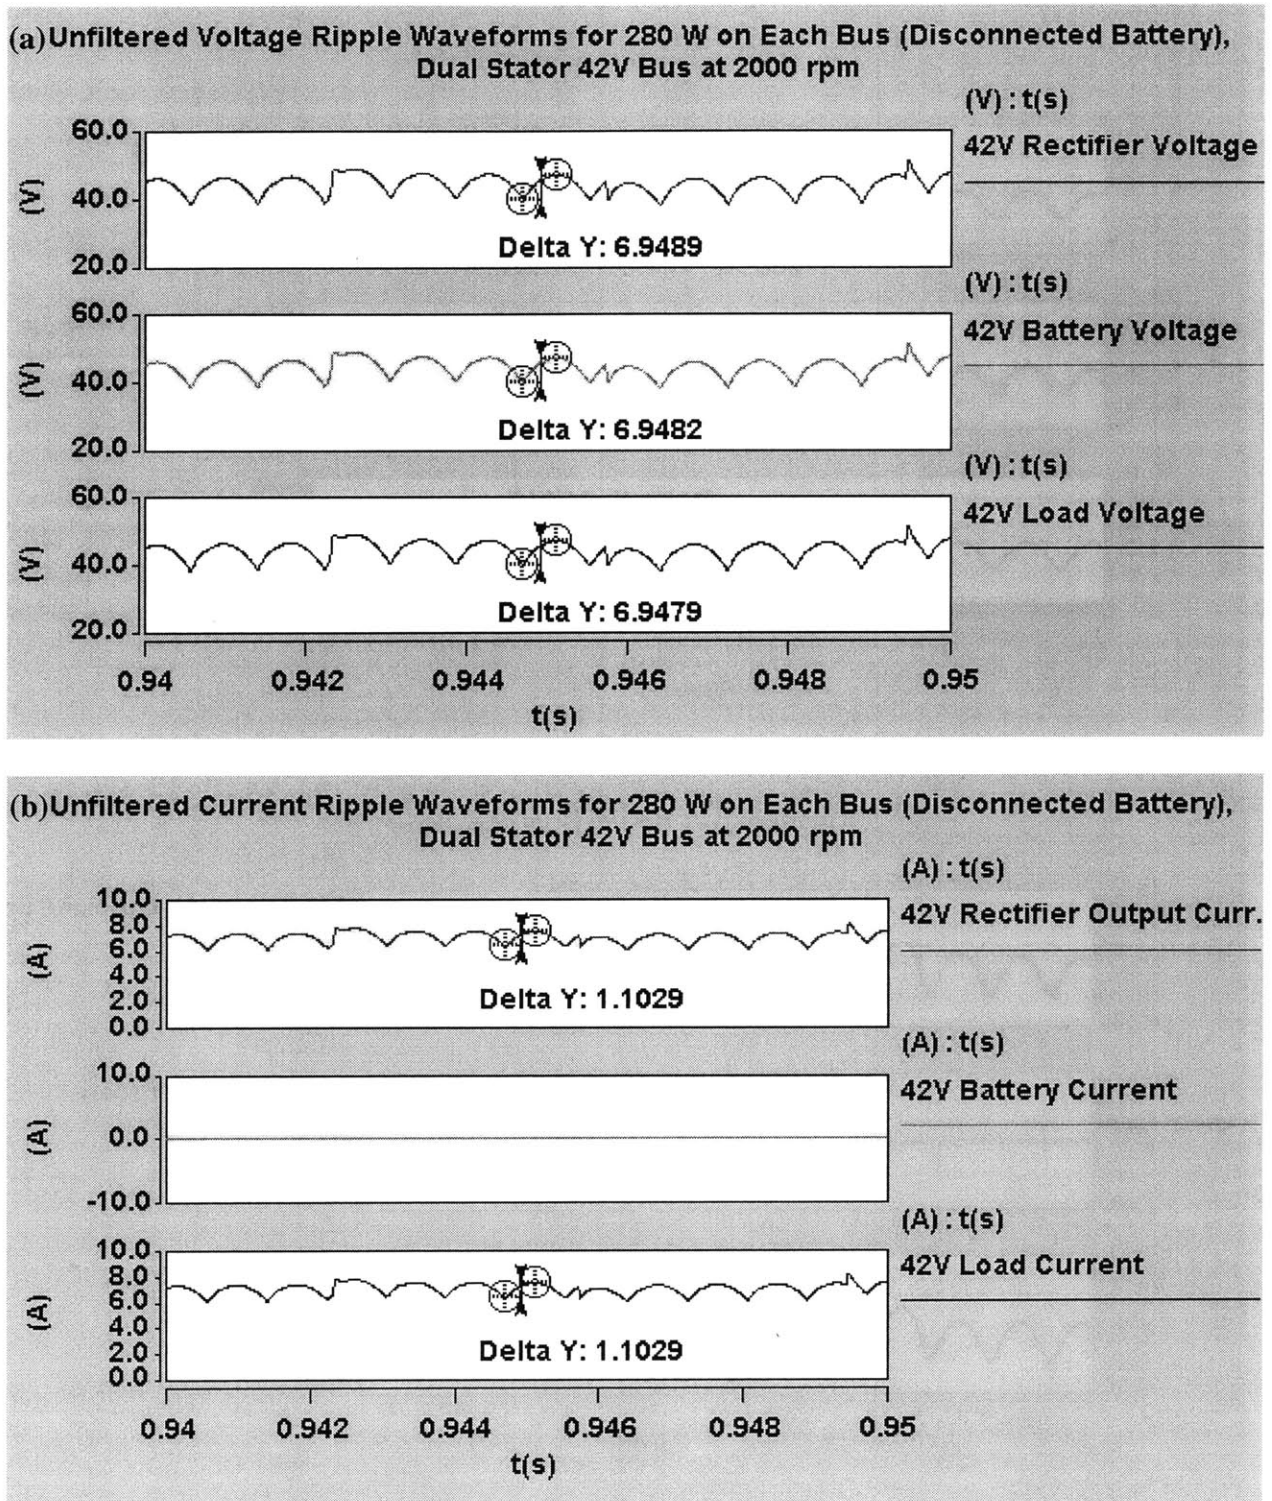 (a) Unfiltered Voltage Ripple Waveforms for 280 W on Each Bus (Disconnected Battery),
Dual Stator 42V Bus at 2000 rpm
(V) : t(s)
42V Rectifier Voltage
60.0
40.0
20.0
(V)
Delta Y: 6.9489
(V) : t(s)
42V Battery Voltage
60.0
40.0
20.0
(V)
Delta Y: 6.9482
(V) : t(s)
42V Load Voltage
60.0
40.0
20.0
(V)
Delta Y: 6.9479
0.94 0.942 0.944 0.946 0.948 0.95
t(s)
(b) Unfiltered Current Ripple Waveforms for 280 W on Each Bus (Disconnected Battery),
Dual Stator 42V Bus at 2000 rpm
(A) : t(s)
42V Rectifier Output Curr.
10.0
8.0
6.0
4.0
2.0
0.0
(A)
Delta Y: 1.1029
(A) : t(s)
42V Battery Current
10.0
0.0
-10.0
(A)
(A) : t(s)
42V Load Current
10.0
8.0
6.0
4.0
2.0
0.0
(A)
Delta Y: 1.1029
0.94 0.942 0.944 0.946 0.948 0.95
t(s)